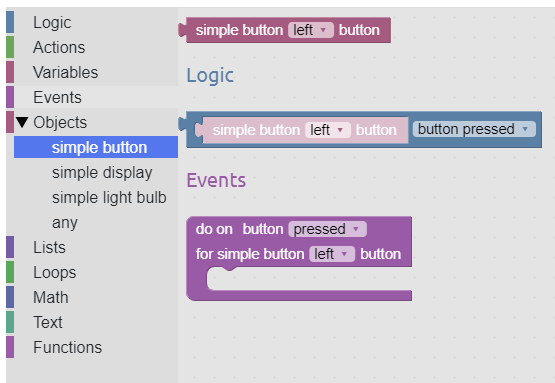 Logic
Actions
Variables
Events
Objects
simple button
simple display
simple light bulb
any
Lists
Loops
Math
Text
Functions
simple button left button
Logic
simple button left button button pressed
Events
do on button pressed
for simple button left button